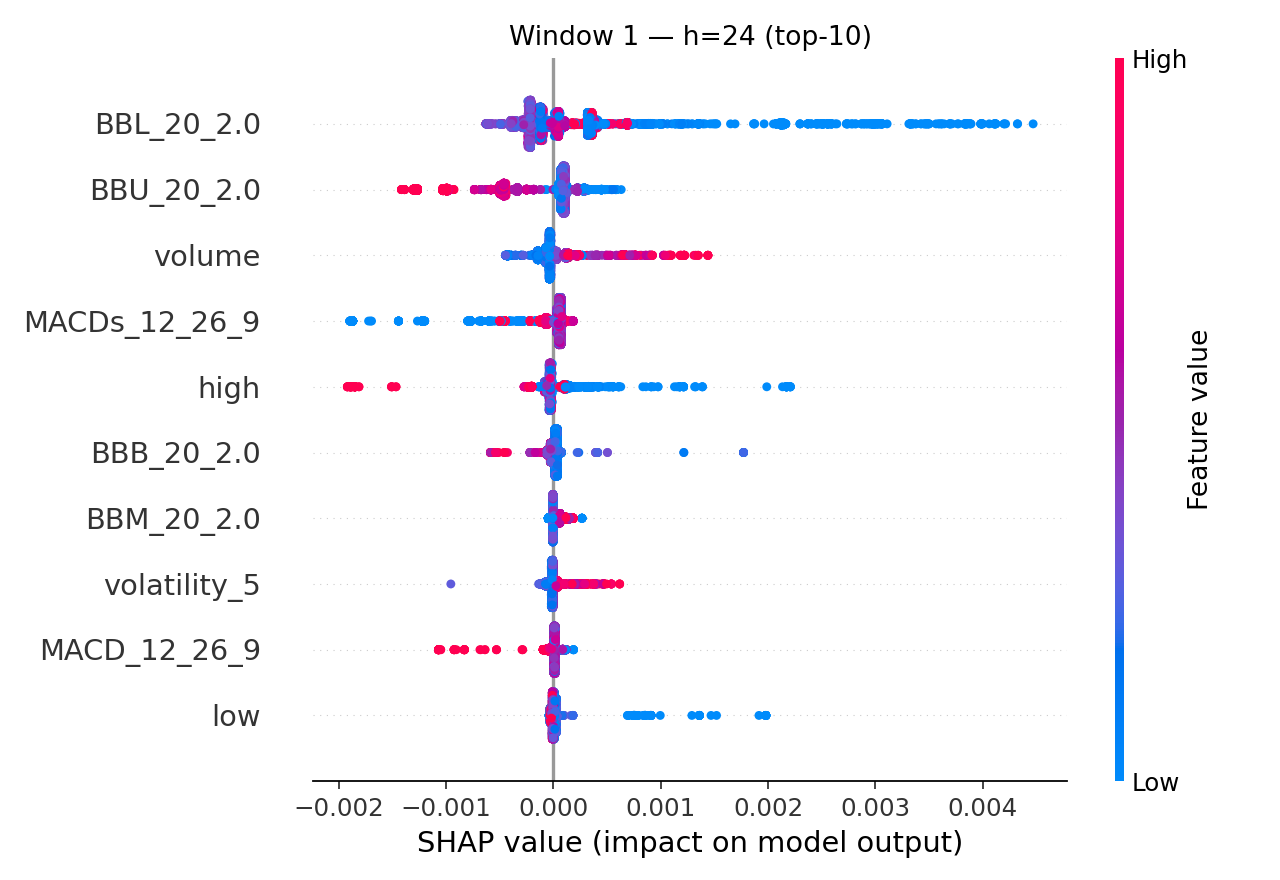 Window 1 — h=24 (top-10)
High
BBL_20_2.0
BBU_20_2.0
volume
MACDs_12_26_9
high
BBB_20_2.0
BBM_20_2.0
volatility_5
MACD_12_26_9
low
Feature value
Low
−0.002 −0.001 0.000 0.001 0.002 0.003 0.004
SHAP value (impact on model output)